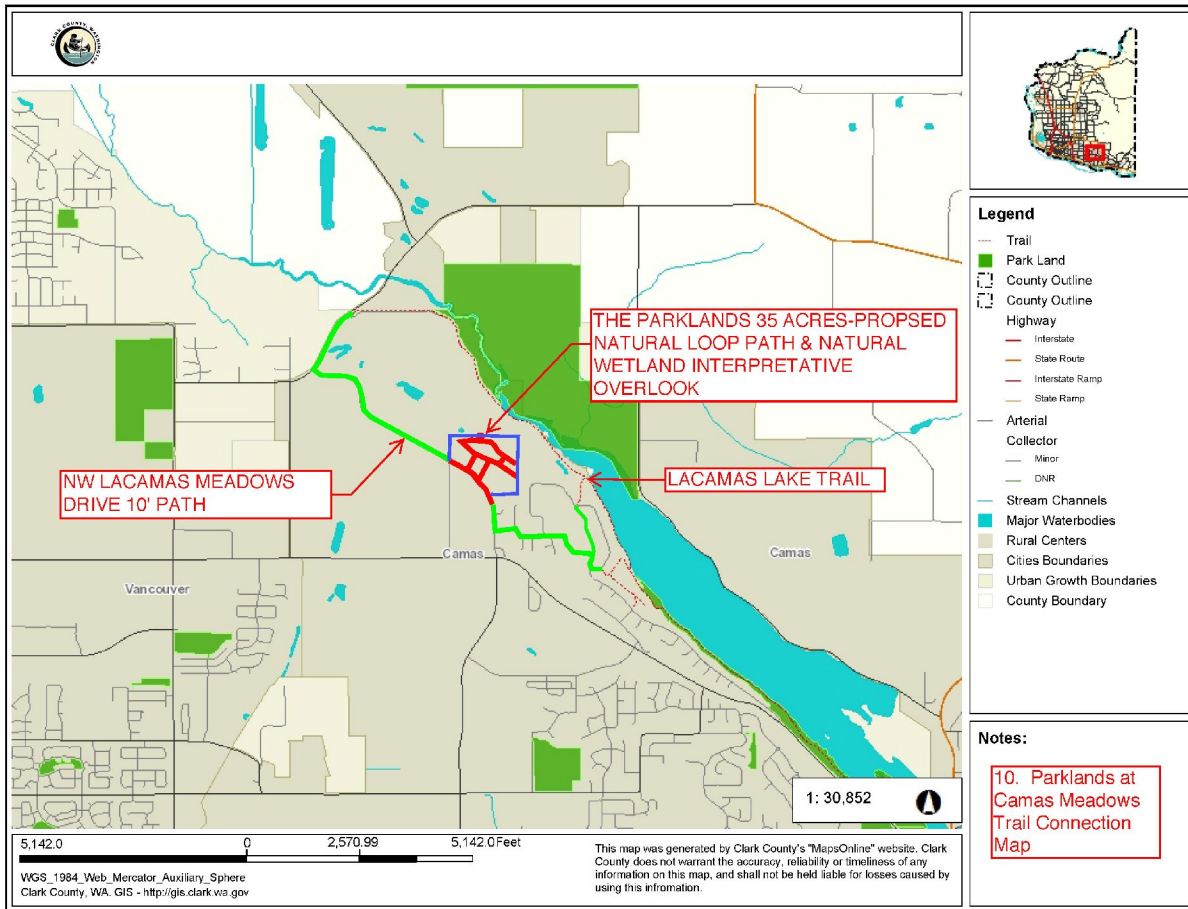 CLARK COUNTY, WASHINGTON
THE PARKLANDS 35 ACRES-PROPSED
NATURAL LOOP PATH & NATURAL
WETLAND INTERPRETATIVE
OVERLOOK
NW LACAMAS MEADOWS
DRIVE 10' PATH
LACAMAS LAKE TRAIL
Camas
Camas
Vancouver
1: 30,852
Legend
Trail
Park Land
County Outline
County Outline
Highway
Interstate
State Route
Interstate Ramp
State Ramp
Arterial
Collector
Minor
DNR
Stream Channels
Major Waterbodies
Rural Centers
Cities Boundaries
Urban Growth Boundaries
County Boundary
Notes:
10. Parklands at
Camas Meadows
Trail Connection
Map
5,142.0
0
2,570.99
5,142.0 Feet
WGS_1984_Web_Mercator_Auxiliary_Sphere
Clark County, WA. GIS - http://gis.clark.wa.gov
This map was generated by Clark County's "MapsOnline" website. Clark
County does not warrant the accuracy, reliability or timeliness of any
information on this map, and shall not be held liable for losses caused by
using this infromation.